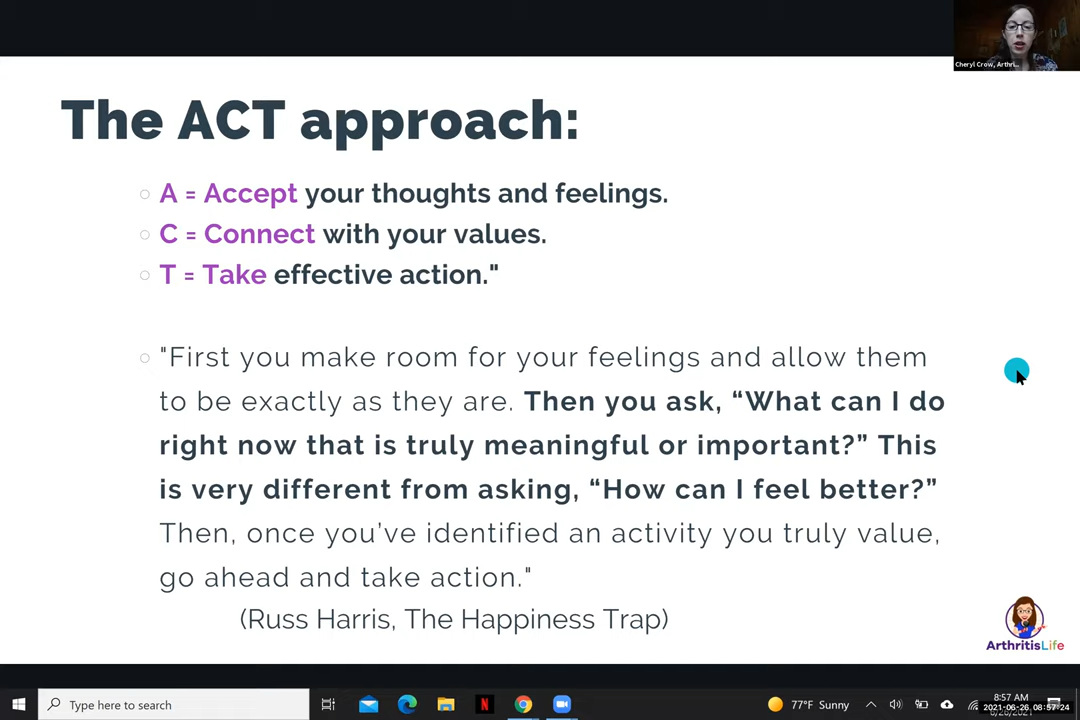 Cheryl Crow, Arthri...
The ACT approach:
A = Accept your thoughts and feelings.
C = Connect with your values.
T = Take effective action."
"First you make room for your feelings and allow them
to be exactly as they are. Then you ask, “What can I do
right now that is truly meaningful or important?” This
is very different from asking, “How can I feel better?”
Then, once you’ve identified an activity you truly value,
go ahead and take action."
(Russ Harris, The Happiness Trap)
ArthritisLife
Type here to search
N
77°F Sunny
8:57 AM
2021-06-26 08:57:24